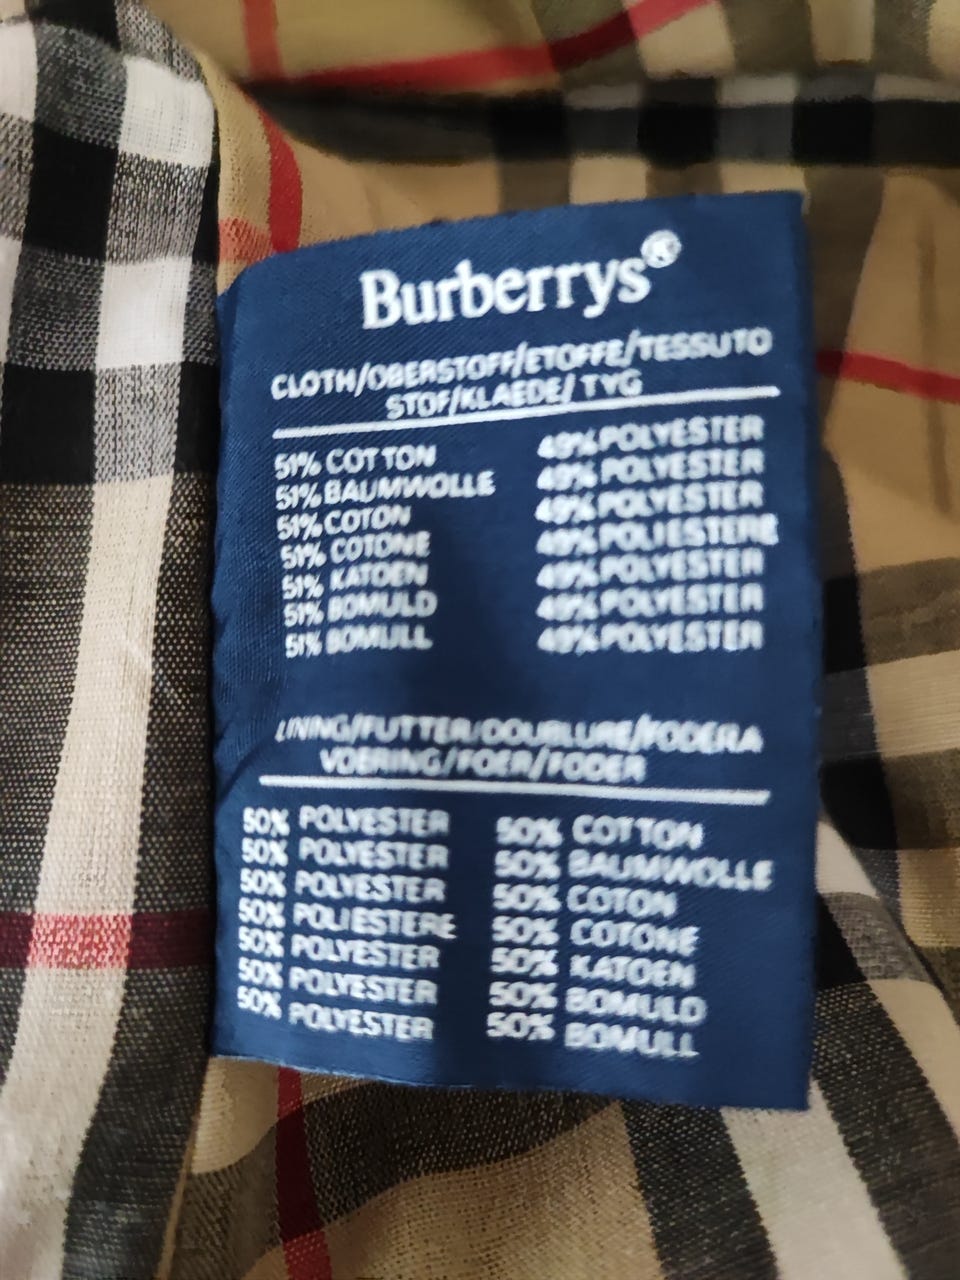 Burberrys®
CLOTH/OBERSTOFF/ETOFFE/TESSUTO
STOF/KLAEDE/TYG
51% COTTON 49% POLYESTER
51% BAUMWOLLE 49% POLYESTER
51% COTON 49% POLYESTER
51% COTONE 49% POLIESTERE
51% KATOEN 49% POLYESTER
51% BOMULD 49% POLYESTER
51% BOMULL 49% POLYESTER
LINING/FUTTER/DOUBLURE/FODERA
VOERING/FOER/FODER
50% POLYESTER 50% COTTON
50% POLYESTER 50% BAUMWOLLE
50% POLYESTER 50% COTON
50% POLIESTERE 50% COTONE
50% POLYESTER 50% KATOEN
50% POLYESTER 50% BOMULD
50% POLYESTER 50% BOMULL